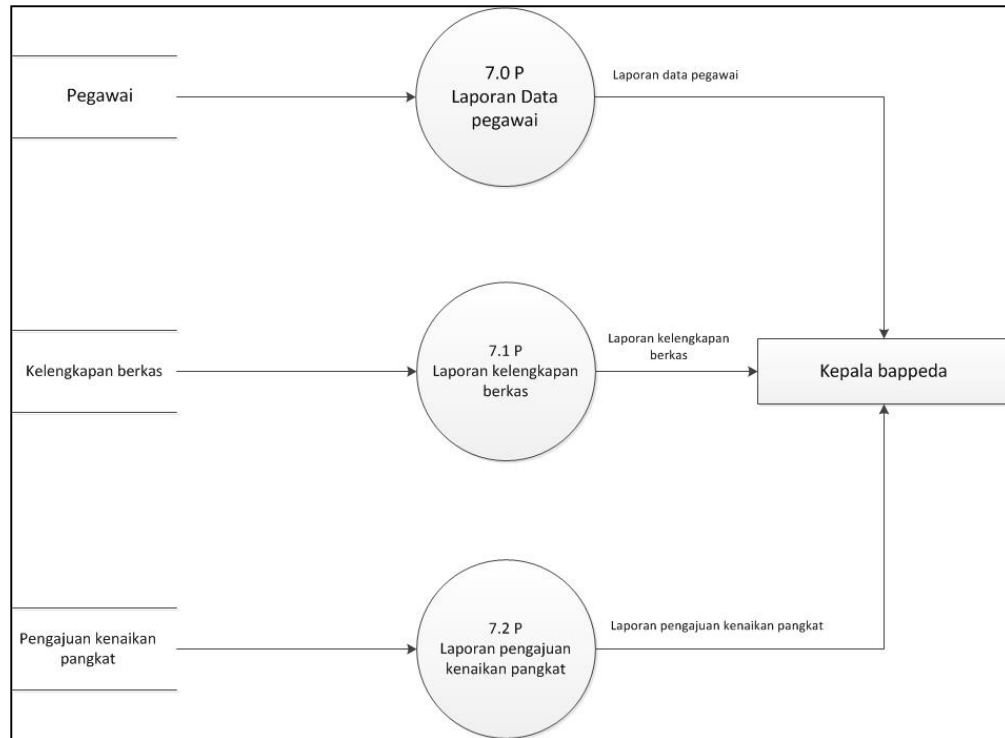 Pegawai
7.0 P
Laporan Data
pegawai
Laporan data pegawai
Kelengkapan berkas
7.1 P
Laporan kelengkapan
berkas
Laporan kelengkapan
berkas
Kepala bappeda
Pengajuan kenaikan
pangkat
7.2 P
Laporan pengajuan
kenaikan pangkat
Laporan pengajuan kenaikan pangkat